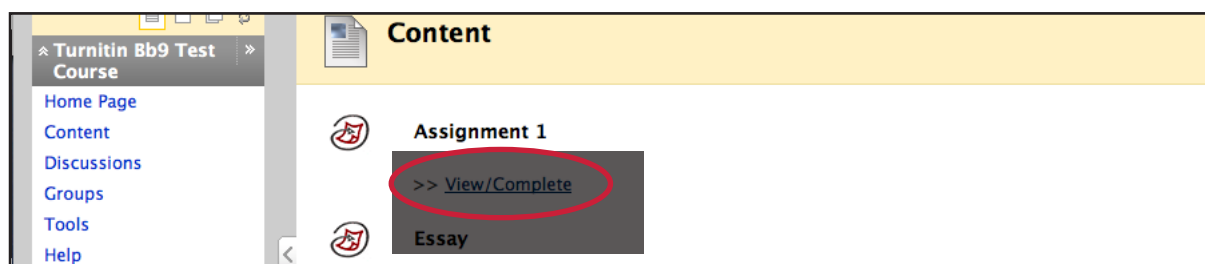 Turnitin Bb9 Test
Course
Home Page
Content
Discussions
Groups
Tools
Help
Content
Assignment 1
>> View/Complete
Essay